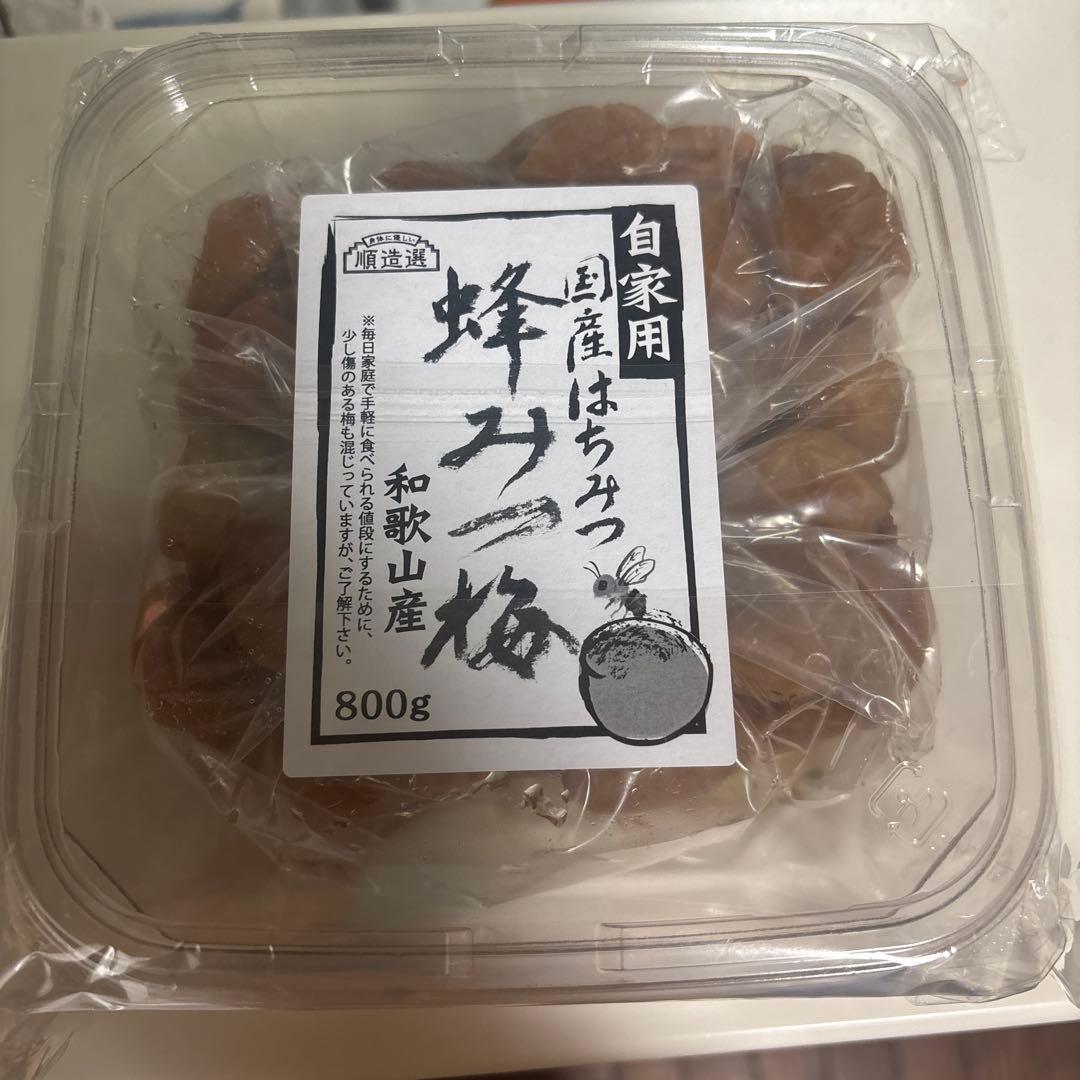 自家用
国産はちみつ
身体に優しい
順造選
蜂みつ梅
和歌山産
※毎日家庭で手軽に食べられる値段にするために、
少し傷のある梅も混じっていますが、ご了解下さい。
800g